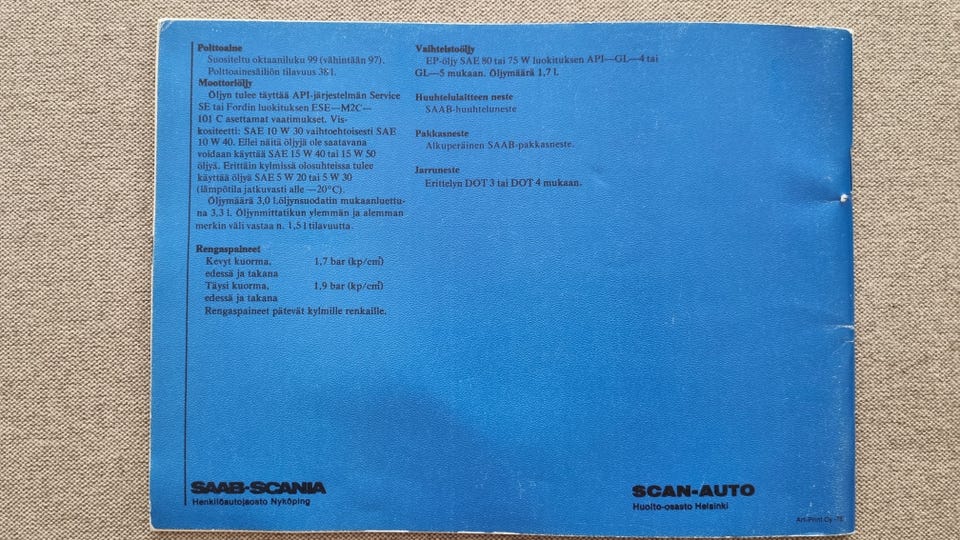 Polttoaine
Suositeltu oktaaniluku 99 (vähintään 97).
Polttoainesäiliön tilavuus 38 l.
Moottoriöljy
Öljyn tulee täyttää API-järjestelmän Service
SE tai Fordin luokituksen ESE—M2C—
101 C asettamat vaatimukset. Vis-
kositeetti: SAE 10 W 30 vaihtoehtoisesti SAE
10 W 40. Ellei näitä öljyjä ole saatavana
voidaan käyttää SAE 15 W 40 tai 15 W 50
öljyä. Erittäin kylmissä olosuhteissa tulee
käyttää öljyä SAE 5 W 20 tai 5 W 30
(lämpötila jatkuvasti alle —20°C).
Öljymäärä 3,0 l,öljynsuodatin mukaanluettu-
na 3,3 l. Öljynmittatikun ylemmän ja alemman
merkin väli vastaa n. 1,5 l tilavuutta.
Rengaspaineet
Kevyt kuorma, 1,7 bar (kp/cm²)
edessä ja takana
Täysi kuorma, 1,9 bar (kp/cm²)
edessä ja takana
Rengaspaineet pätevät kylmille renkaille.
Vaihteistoöljy
EP-öljy SAE 80 tai 75 W luokituksen API—GL—4 tai
GL—5 mukaan. Öljymäärä 1,7 l.
Huuhtelulaitteen neste
SAAB-huuhteluneste
Pakkasneste
Alkuperäinen SAAB-pakkasneste.
Jarruneste
Erittelyn DOT 3 tai DOT 4 mukaan.
SAAB-SCANIA
Henkilöautojaosto Nyköping
SCAN-AUTO
Huolto-osasto Helsinki
Art-Print Oy